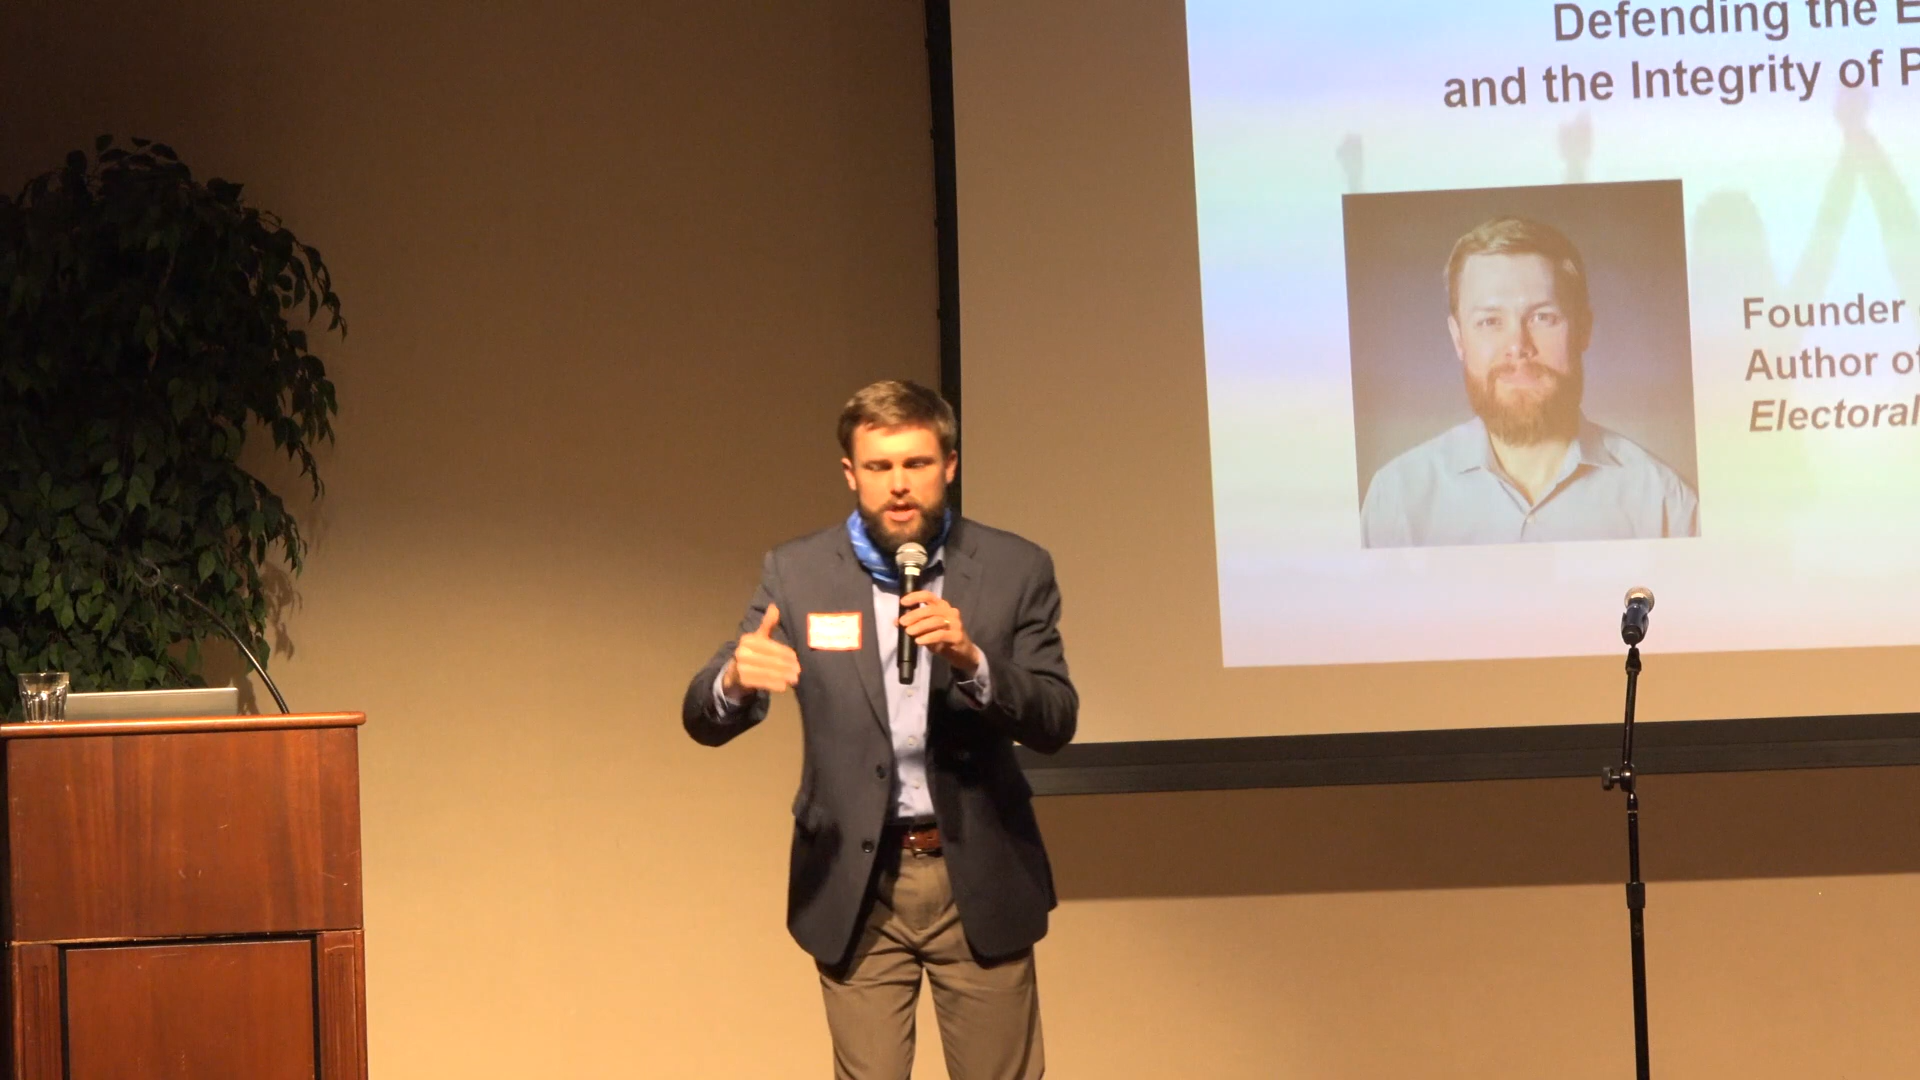 Defending the E
and the Integrity of P
Founder
Author of
Electoral